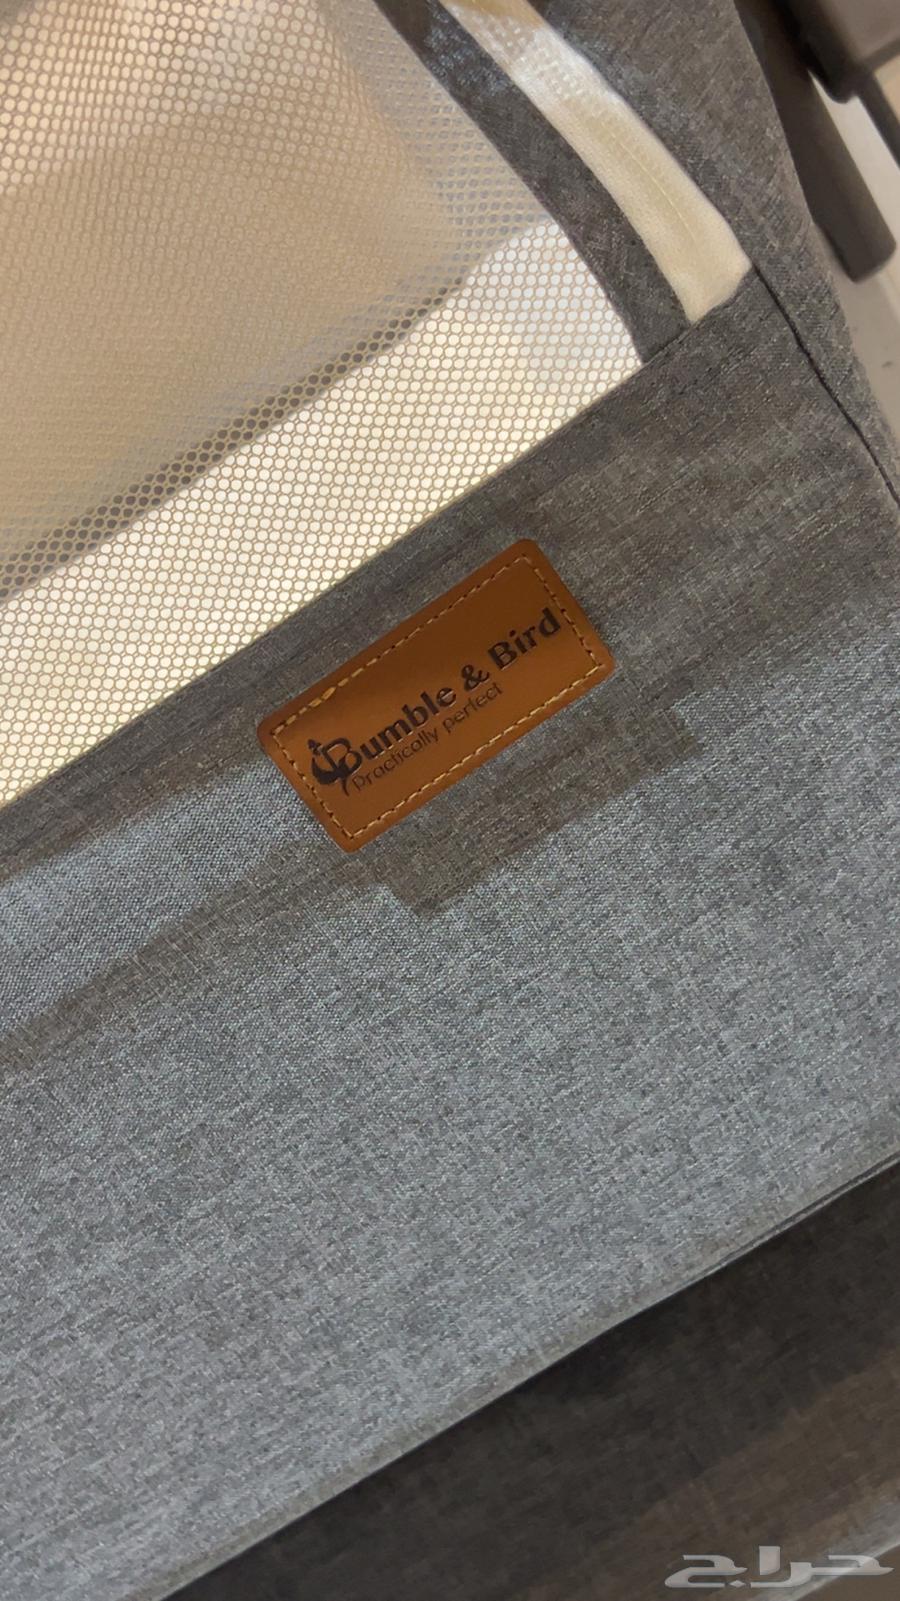 Bumble & Bird
Practically perfect
حراج